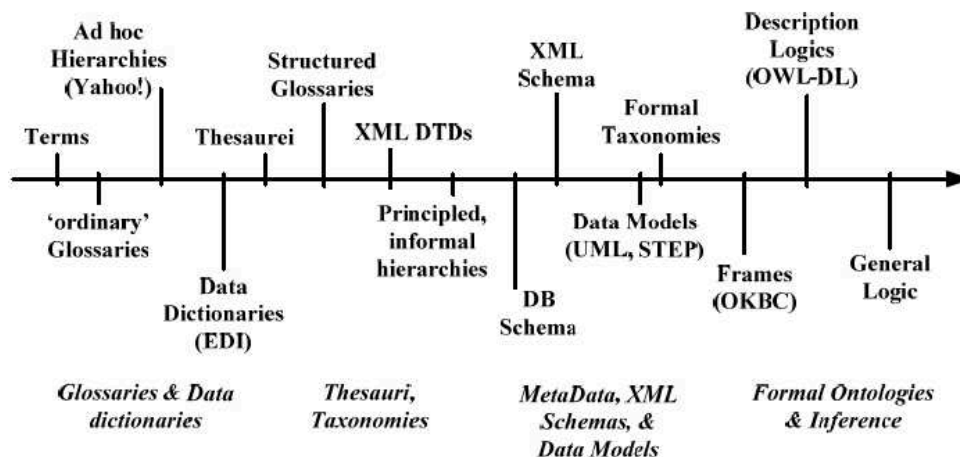 Ad hoc
Hierarchies
(Yahoo!)
Terms
Thesaurei
Structured
Glossaries
XML DTDs
XML
Schema
Formal
Taxonomies
Description
Logics
(OWL-DL)
‘ordinary’
Glossaries
Data
Dictionaries
(EDI)
Principled,
informal
hierarchies
DB
Schema
Data Models
(UML, STEP)
Frames
(OKBC)
General
Logic
Glossaries & Data
dictionaries
Thesauri,
Taxonomies
MetaData, XML
Schemas, &
Data Models
Formal Ontologies
& Inference